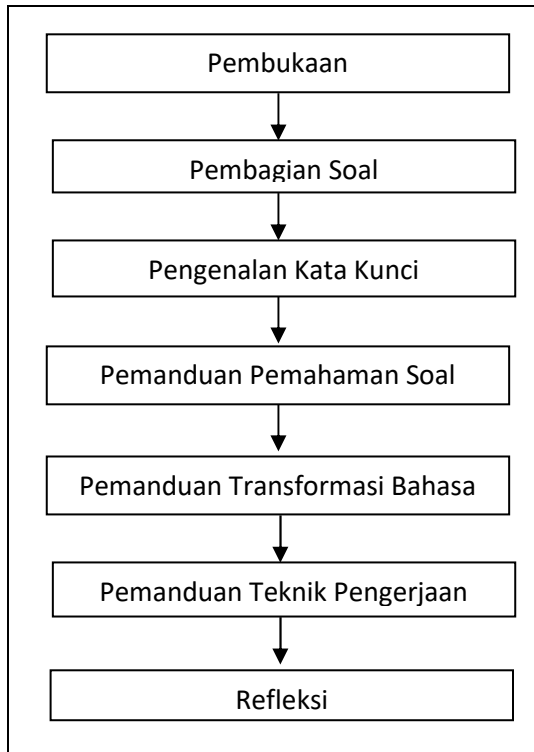 Pembukaan
Pembagian Soal
Pengenalan Kata Kunci
Pemanduan Pemahaman Soal
Pemanduan Transformasi Bahasa
Pemanduan Teknik Pengerjaan
Refleksi